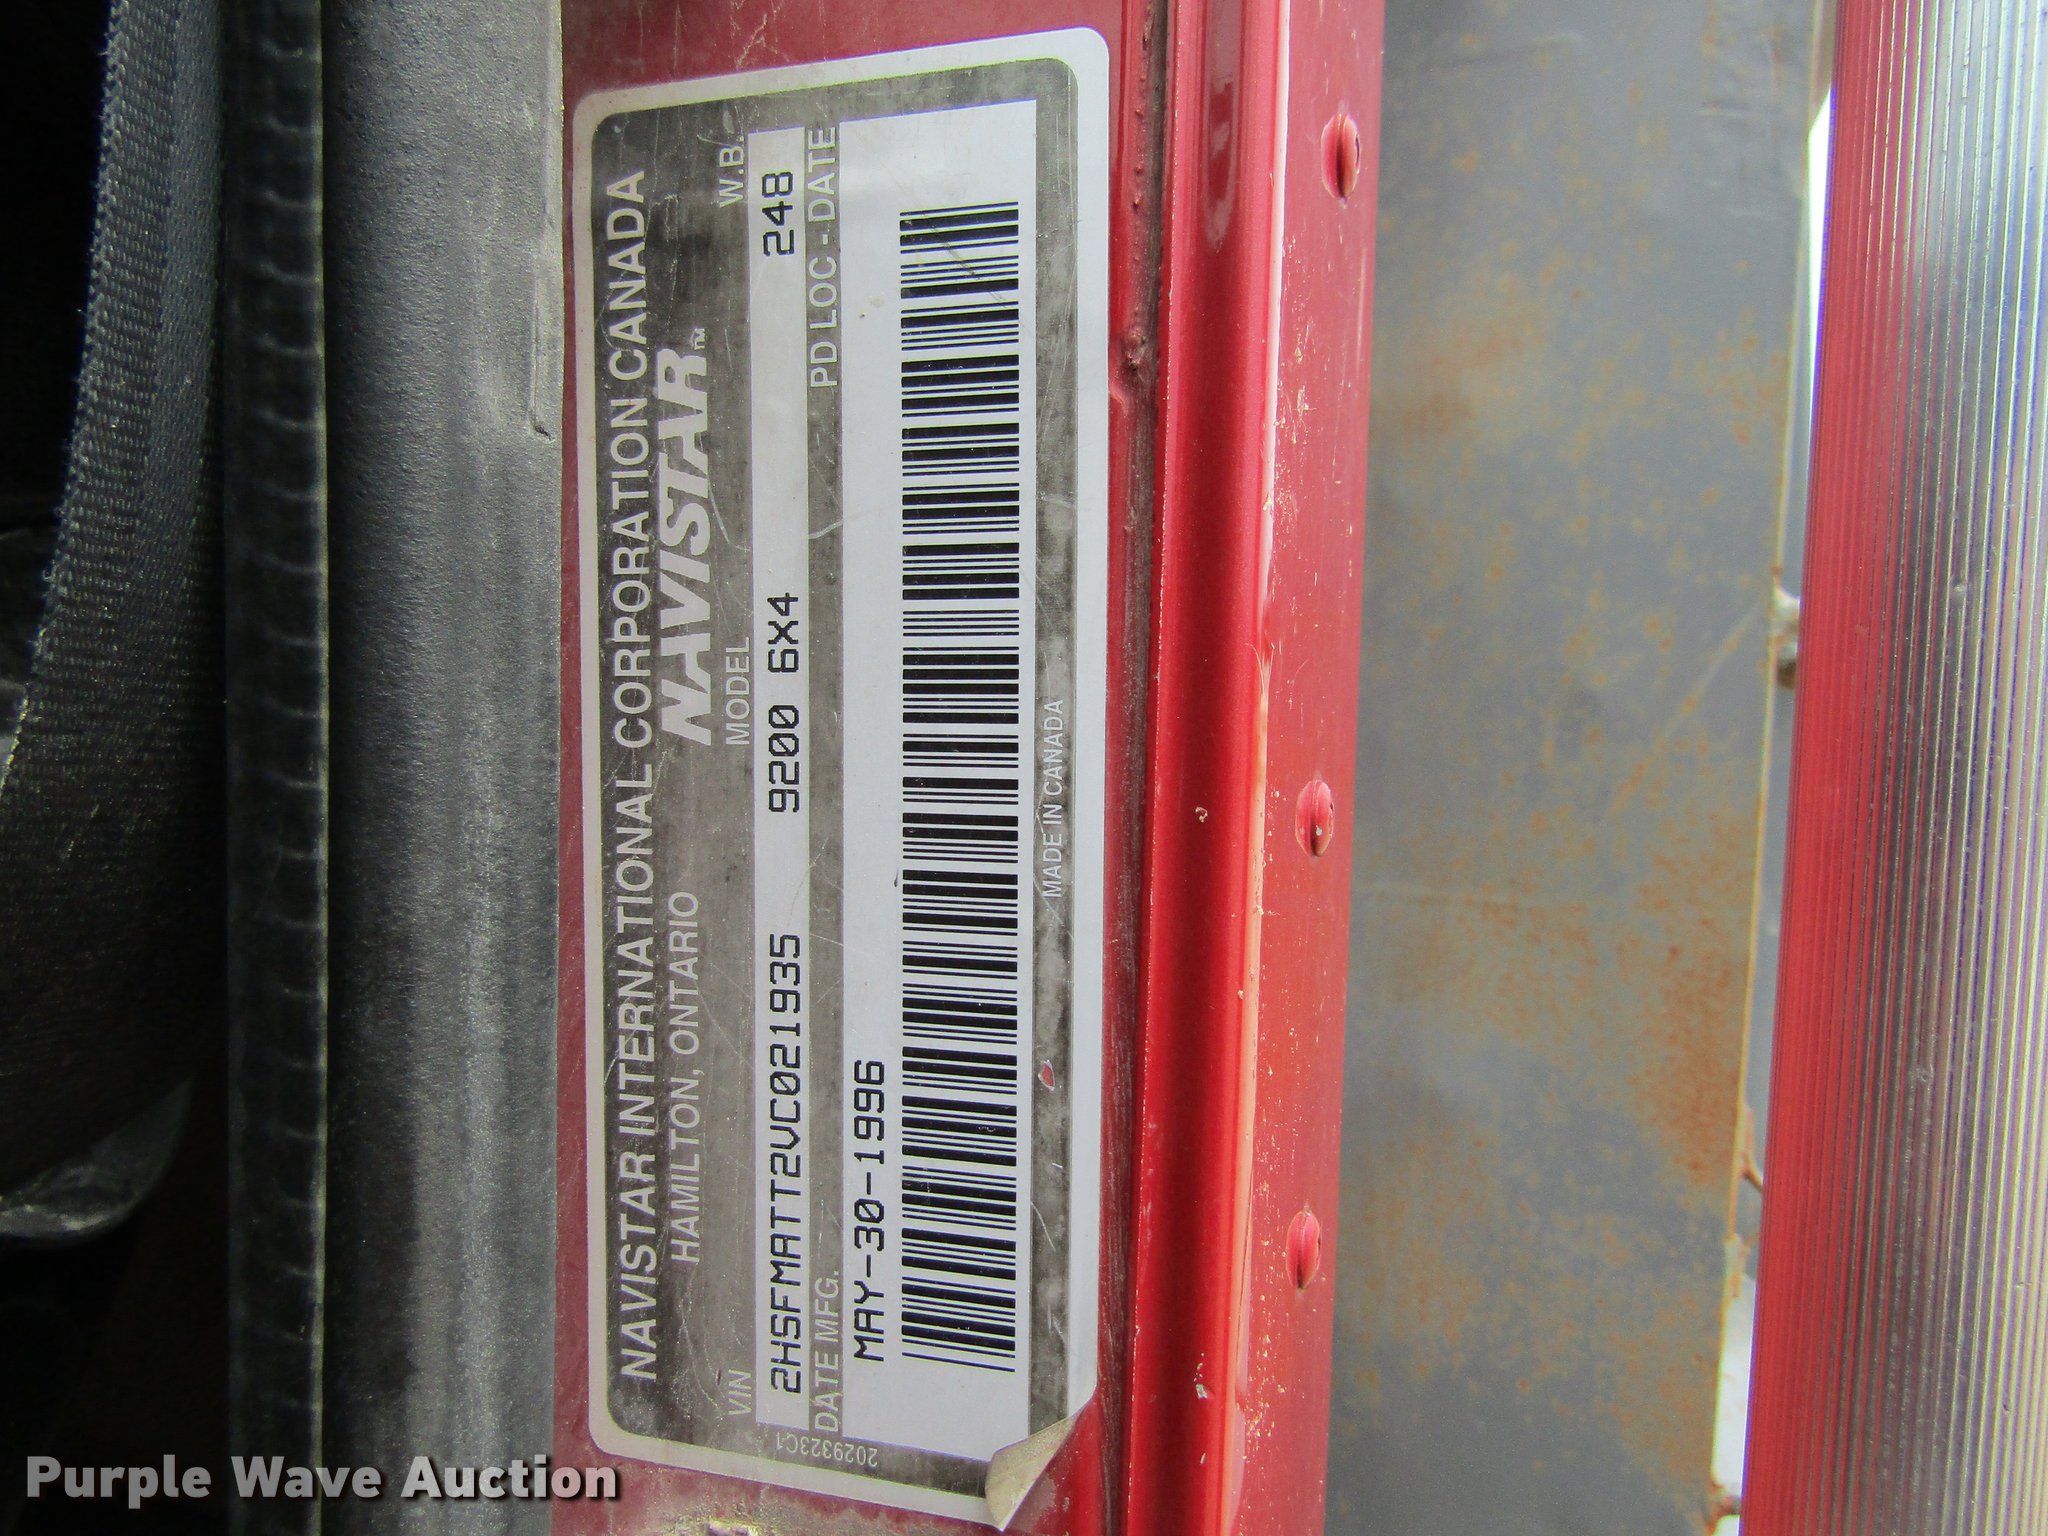 NAVISTAR INTERNATIONAL CORPORATION CANADA
HAMILTON, ONTARIO NAVISTAR™
VIN MODEL W.B.
2HSFMATT2VC021935 9200 6X4 248
DATE MFG. PD LOC - DATE
MAY-30-1996
MADE IN CANADA
2029323C1
Purple Wave Auction